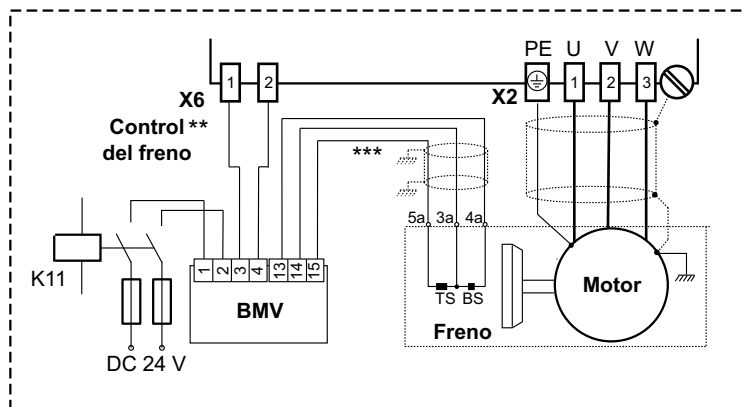 PE U V W
1 2
1 2 3
X6
X2
Control **
del freno
***
5a 3a 4a
K11
1 2 3 4 13 14 15
BMV
TS BS
Motor
Freno
DC 24 V